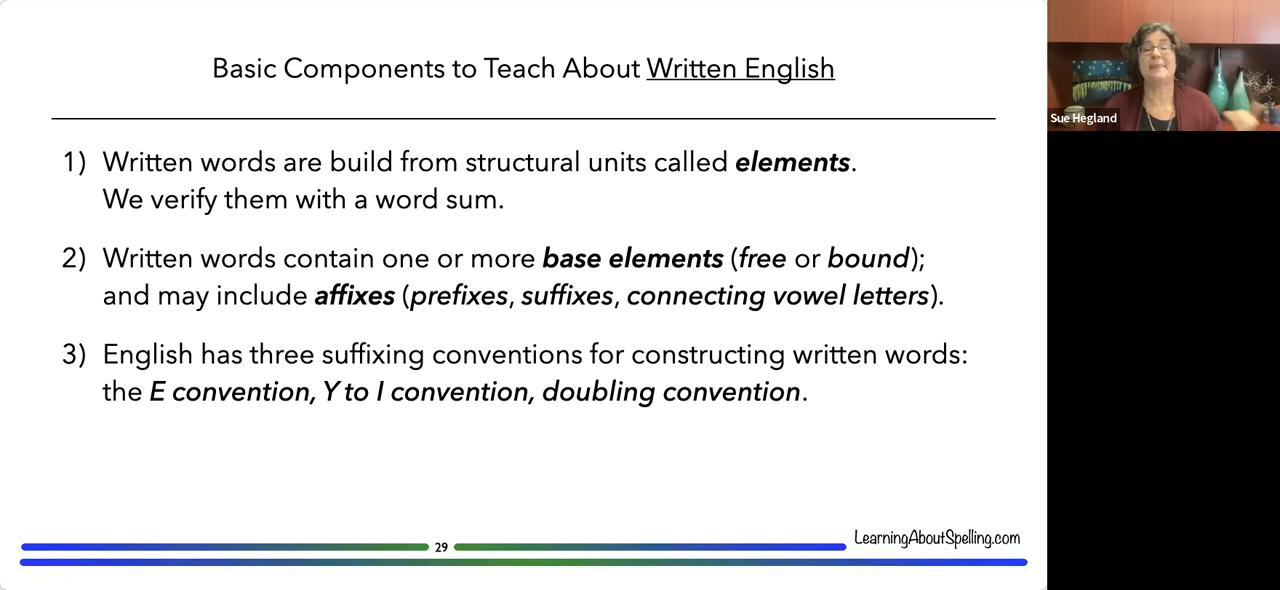 Basic Components to Teach About Written English
1) Written words are build from structural units called elements.
We verify them with a word sum.
2) Written words contain one or more base elements (free or bound);
and may include affixes (prefixes, suffixes, connecting vowel letters).
3) English has three suffixing conventions for constructing written words:
the E convention, Y to I convention, doubling convention.
29
LearningAboutSpelling.com
Sue Hegland